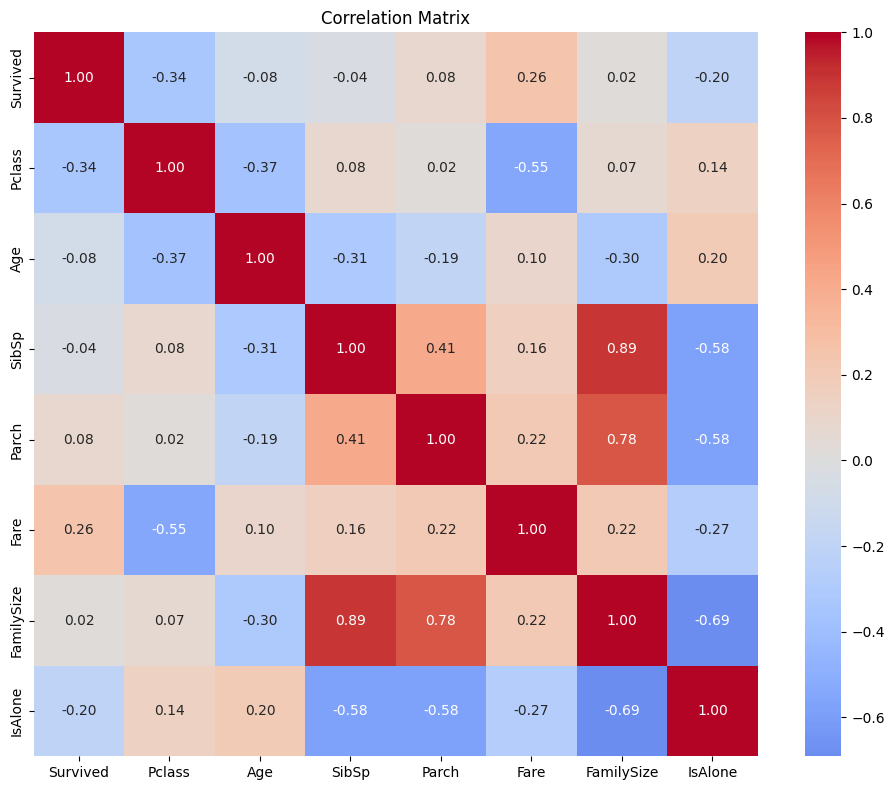 Correlation Matrix
Survived 1.00 -0.34 -0.08 -0.04 0.08 0.26 0.02 -0.20
Pclass -0.34 1.00 -0.37 0.08 0.02 -0.55 0.07 0.14
Age -0.08 -0.37 1.00 -0.31 -0.19 0.10 -0.30 0.20
SibSp -0.04 0.08 -0.31 1.00 0.41 0.16 0.89 -0.58
Parch 0.08 0.02 -0.19 0.41 1.00 0.22 0.78 -0.58
Fare 0.26 -0.55 0.10 0.16 0.22 1.00 0.22 -0.27
FamilySize 0.02 0.07 -0.30 0.89 0.78 0.22 1.00 -0.69
IsAlone -0.20 0.14 0.20 -0.58 -0.58 -0.27 -0.69 1.00
Survived Pclass Age SibSp Parch Fare FamilySize IsAlone
1.0
0.8
0.6
0.4
0.2
0.0
−0.2
−0.4
−0.6